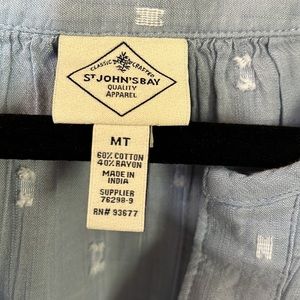 CLASSIC CRAFTED
ST JOHN'S BAY
QUALITY
APPAREL
MT
60% COTTON
40% RAYON
MADE IN
INDIA
SUPPLIER
76298-9
RN# 93677